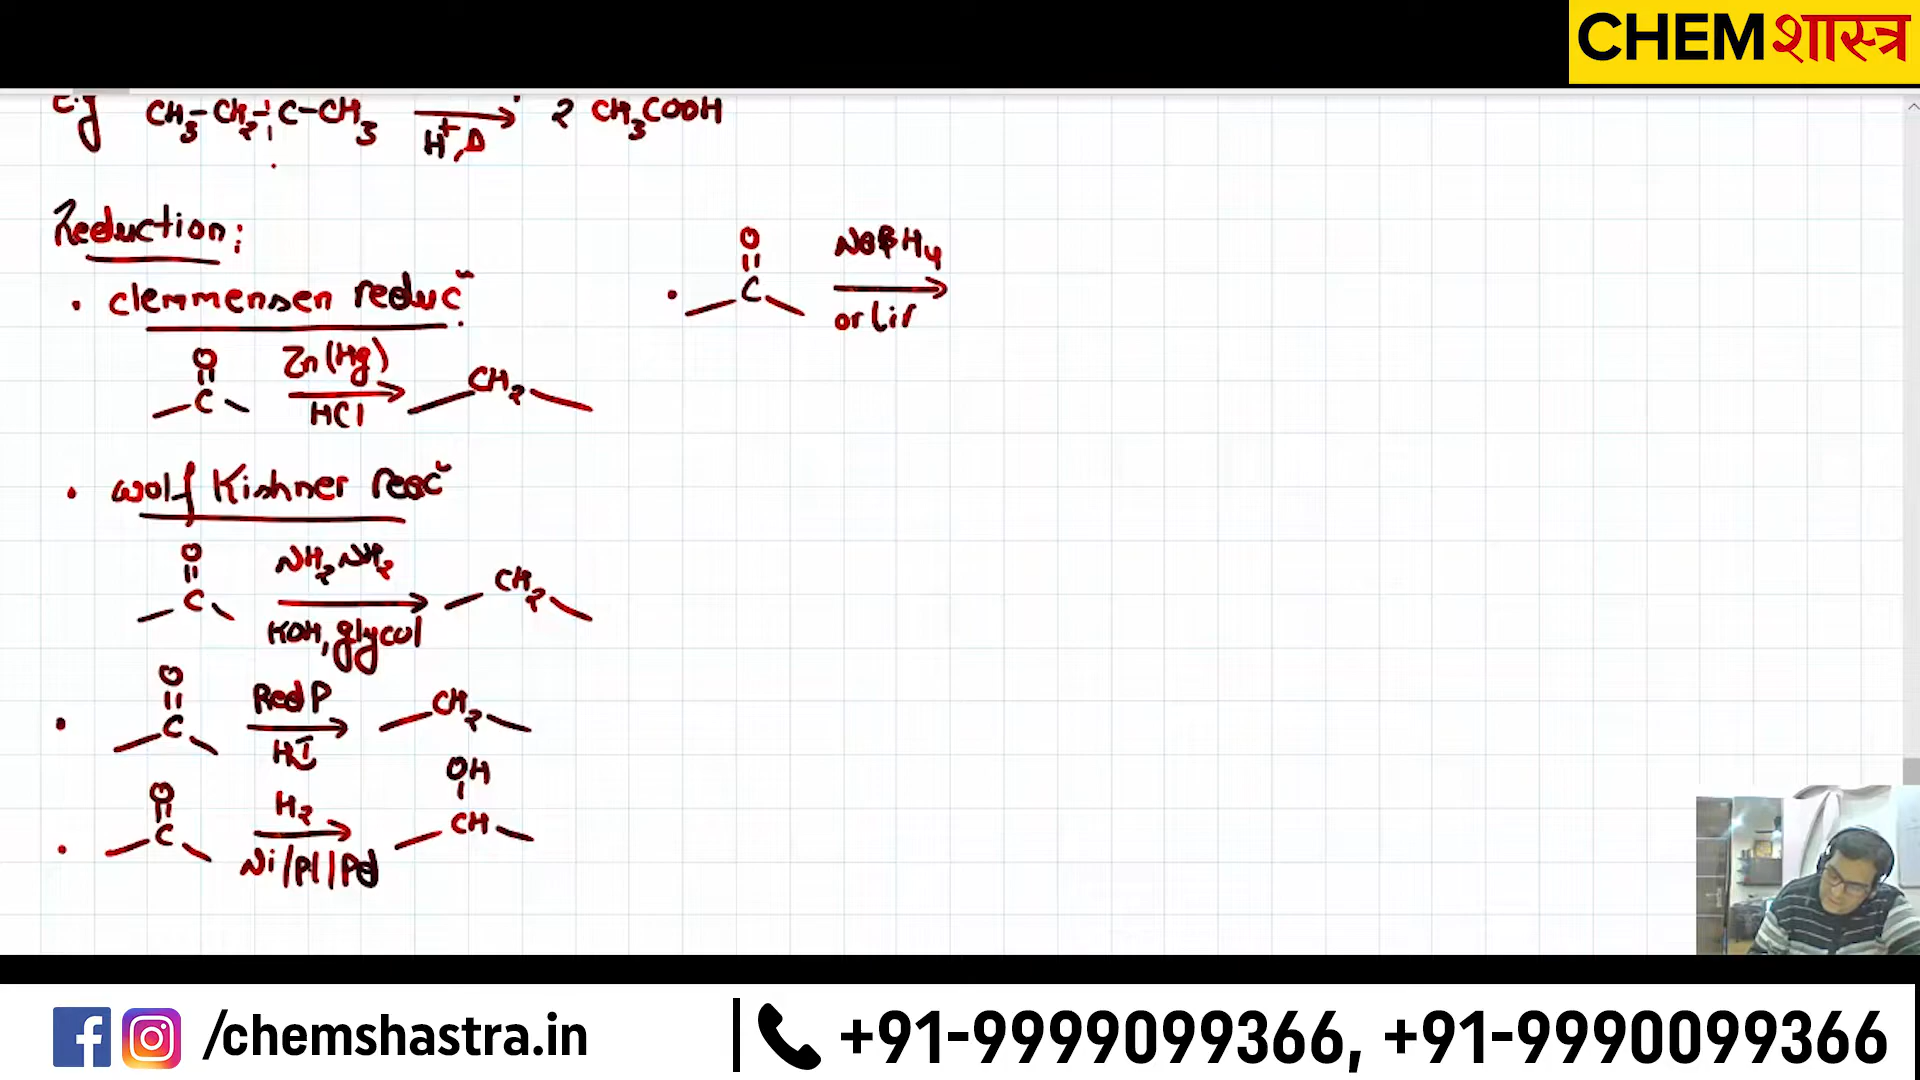 CHEMशास्त्र
e.g CH3-CH2-C-CH3 → 2 CH3COOH
H+, Δ
Reduction:
• clemmensen reducⁿ
O
C Zn(Hg) → CH2
HCl
• wolf Kishner reacⁿ
O
C NH2NH2 → CH2
KOH, glycol
O
• C Red P → CH2
HI
O OH
• C H2 → CH
Ni/Pt/Pd
O
• C NaBH4 →
or Li
/chemshastra.in | +91-9999099366, +91-9990099366